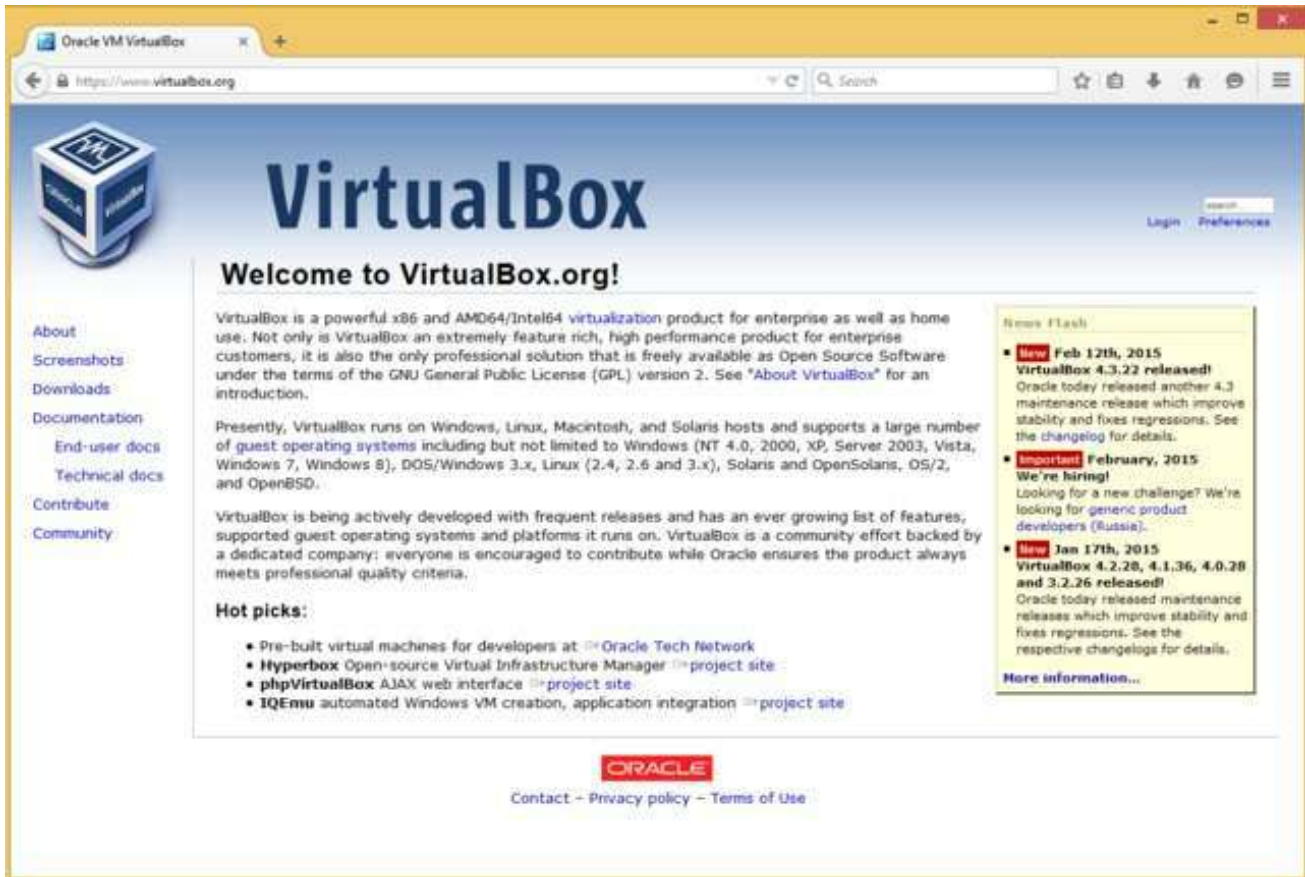 Oracle VM VirtualBox
https://www.virtualbox.org
Search
ORACLE
VirtualBox
VirtualBox
search
Login Preferences
Welcome to VirtualBox.org!
About
Screenshots
Downloads
Documentation
End-user docs
Technical docs
Contribute
Community
VirtualBox is a powerful x86 and AMD64/Intel64 virtualization product for enterprise as well as home
use. Not only is VirtualBox an extremely feature rich, high performance product for enterprise
customers, it is also the only professional solution that is freely available as Open Source Software
under the terms of the GNU General Public License (GPL) version 2. See "About VirtualBox" for an
introduction.
Presently, VirtualBox runs on Windows, Linux, Macintosh, and Solaris hosts and supports a large number
of guest operating systems including but not limited to Windows (NT 4.0, 2000, XP, Server 2003, Vista,
Windows 7, Windows 8), DOS/Windows 3.x, Linux (2.4, 2.6 and 3.x), Solaris and OpenSolaris, OS/2,
and OpenBSD.
VirtualBox is being actively developed with frequent releases and has an ever growing list of features,
supported guest operating systems and platforms it runs on. VirtualBox is a community effort backed by
a dedicated company: everyone is encouraged to contribute while Oracle ensures the product always
meets professional quality criteria.
Hot picks:
• Pre-built virtual machines for developers at Oracle Tech Network
• Hyperbox Open-source Virtual Infrastructure Manager project site
• phpVirtualBox AJAX web interface project site
• IQEmu automated Windows VM creation, application integration project site
News Flash
• New Feb 12th, 2015
VirtualBox 4.3.22 released!
Oracle today released another 4.3
maintenance release which improve
stability and fixes regressions. See
the changelog for details.
• Important February, 2015
We're hiring!
Looking for a new challenge? We're
looking for generic product
developers (Russia).
• New Jan 17th, 2015
VirtualBox 4.2.28, 4.1.36, 4.0.28
and 3.2.26 released!
Oracle today released maintenance
releases which improve stability and
fixes regressions. See the
respective changelogs for details.
More information...
ORACLE
Contact – Privacy policy – Terms of Use